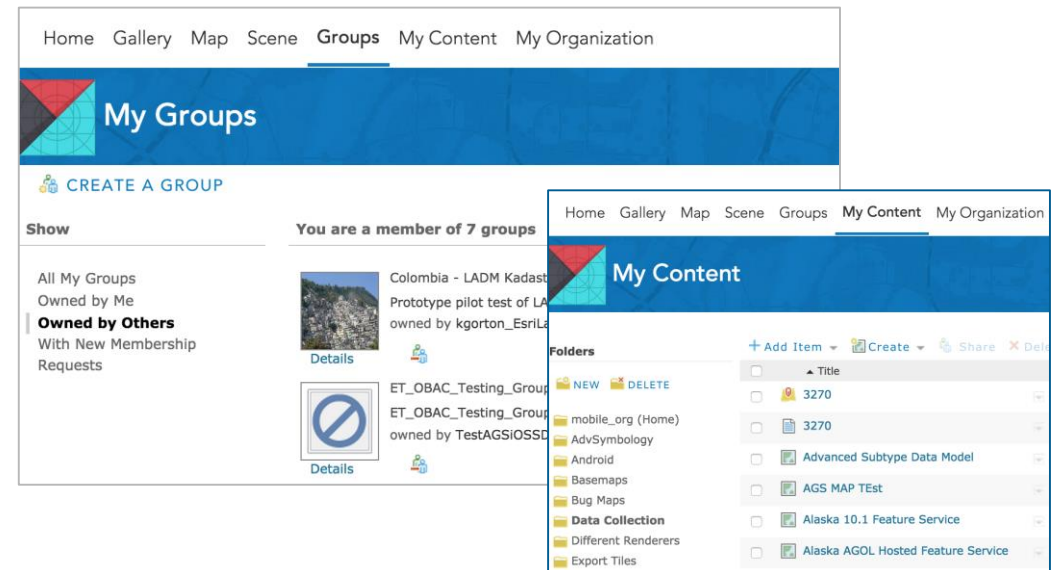 Home Gallery Map Scene Groups My Content My Organization
My Groups
CREATE A GROUP
Show
All My Groups
Owned by Me
Owned by Others
With New Membership
Requests
You are a member of 7 groups
Colombia - LADM Kadast
Prototype pilot test of LA
owned by kgorton_EsriLa
Details
ET_OBAC_Testing_Group
ET_OBAC_Testing_Group
owned by TestAGSiOSSD
Details
Home Gallery Map Scene Groups My Content My Organization
My Content
Folders
NEW DELETE
mobile_org (Home)
AdvSymbology
Android
Basemaps
Bug Maps
Data Collection
Different Renderers
Export Tiles
Add Item Create Share Dele
Title
3270
3270
Advanced Subtype Data Model
AGS MAP TEst
Alaska 10.1 Feature Service
Alaska AGOL Hosted Feature Service